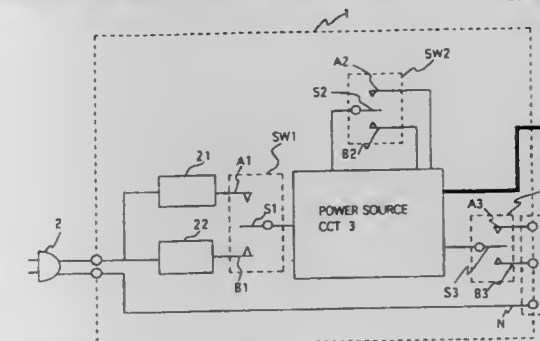 1
A2
SW2
S2
B2
21
A1
SW1
S1
22
B1
2
POWER SOURCE
CCT 3
A3
S3
B3
N